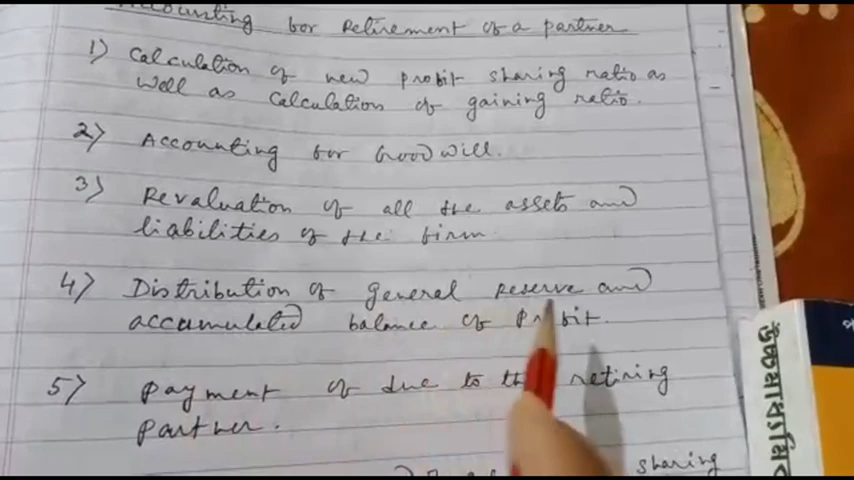 Accounting for Retirement of a partner
1) Calculation of new profit sharing ratio as
well as calculation of gaining ratio.
2) Accounting for Goodwill.
3) Revaluation of all the assets and
liabilities of the firm
4) Distribution of general reserve and
accumulated balance of profit.
5) Payment of due to the retiring
partner.
sharing